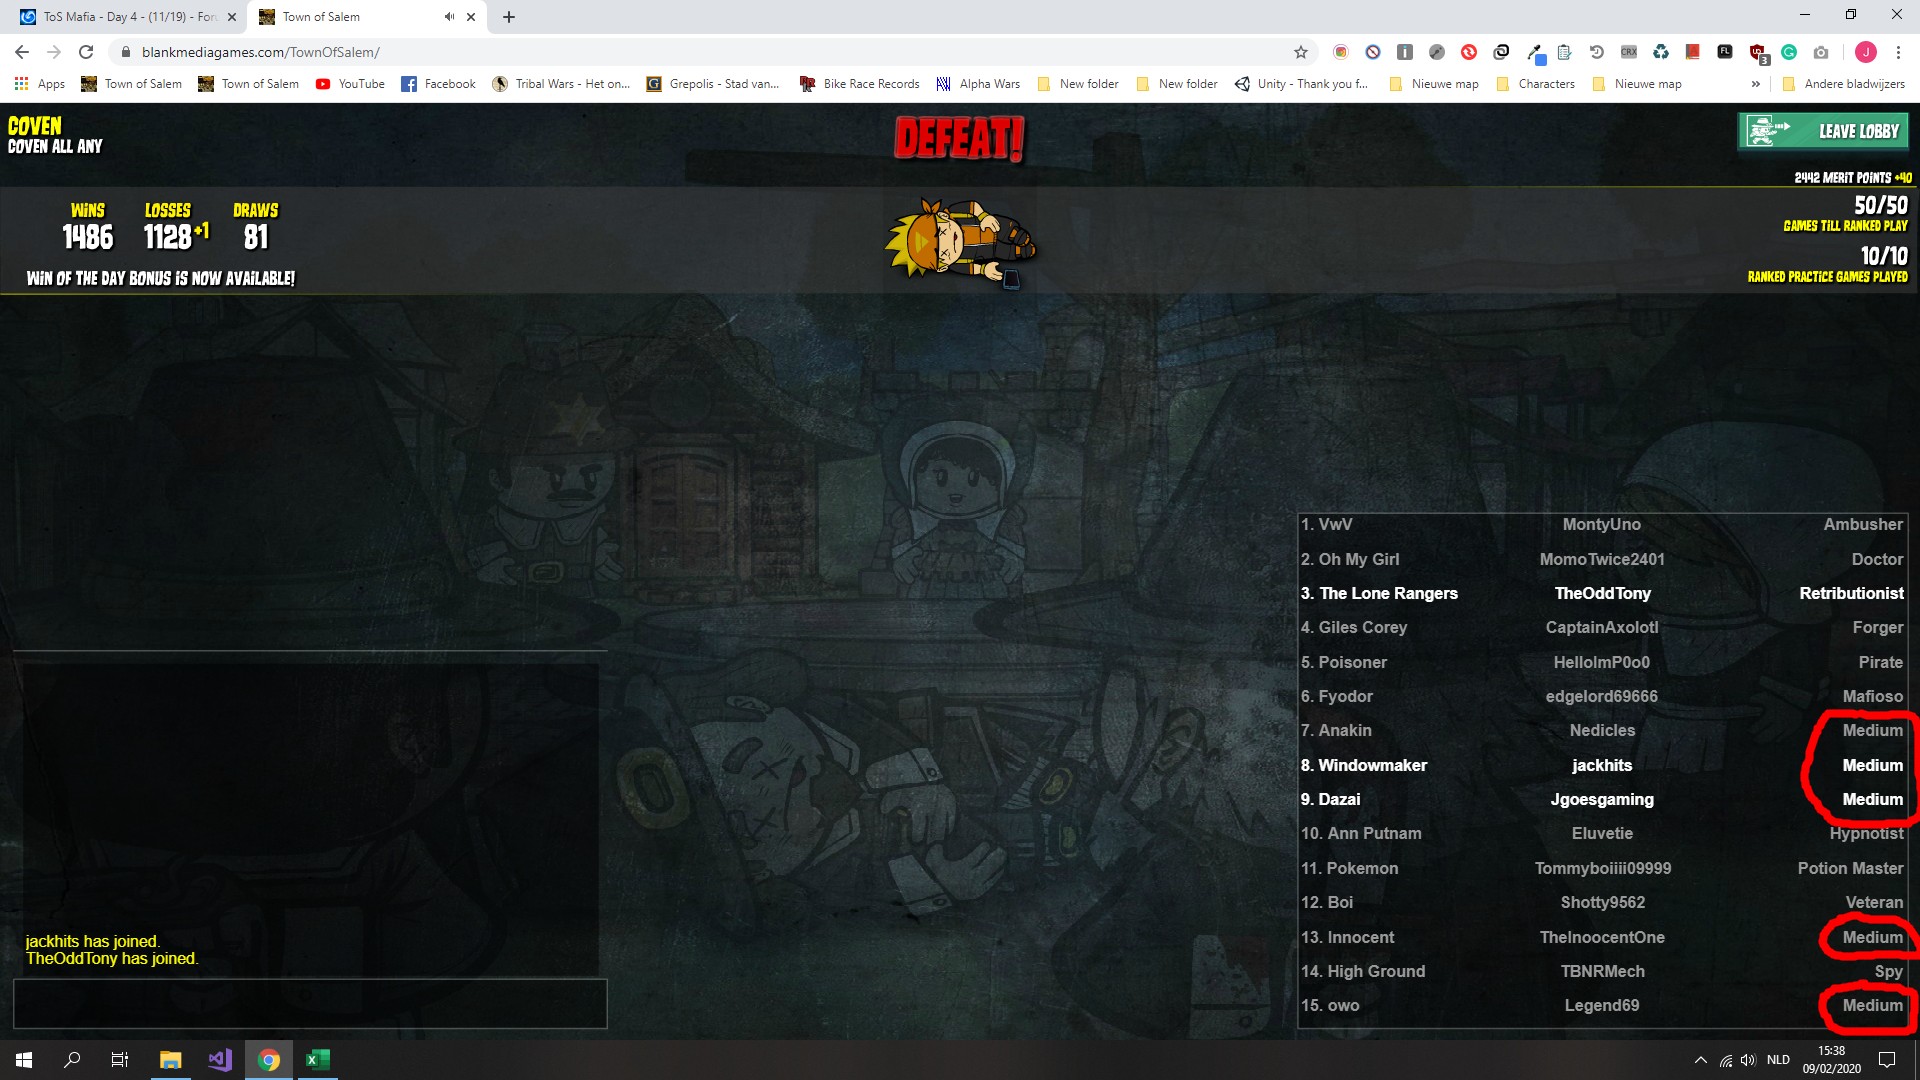 ToS Mafia - Day 4 - (11/19) - For
Town of Salem
blankmediagames.com/TownOfSalem/
CRX
FL
3
J
Apps
Town of Salem
Town of Salem
YouTube
Facebook
Tribal Wars - Het on...
Grepolis - Stad van...
Bike Race Records
Alpha Wars
New folder
New folder
Unity - Thank you f...
Nieuwe map
Characters
Nieuwe map
»
Andere bladwijzers
COVEN
COVEN ALL ANY
DEFEAT!
LEAVE LOBBY
2442 MERIT POINTS +40
WINS LOSSES DRAWS
1486 1128 +1 81
WIN OF THE DAY BONUS IS NOW AVAILABLE!
50/50
GAMES TILL RANKED PLAY
10/10
RANKED PRACTICE GAMES PLAYED
1. VwV MontyUno Ambusher
2. Oh My Girl MomoTwice2401 Doctor
3. The Lone Rangers TheOddTony Retributionist
4. Giles Corey CaptainAxolotl Forger
5. Poisoner HelloImP0o0 Pirate
6. Fyodor edgelord69666 Mafioso
7. Anakin Nedicles Medium
8. Windowmaker jackhits Medium
9. Dazai Jgoesgaming Medium
10. Ann Putnam Eluvetie Hypnotist
11. Pokemon Tommyboiiii09999 Potion Master
12. Boi Shotty9562 Veteran
13. Innocent TheInoocentOne Medium
14. High Ground TBNRMech Spy
15. owo Legend69 Medium
jackhits has joined.
TheOddTony has joined.
NLD
15:38
09/02/2020